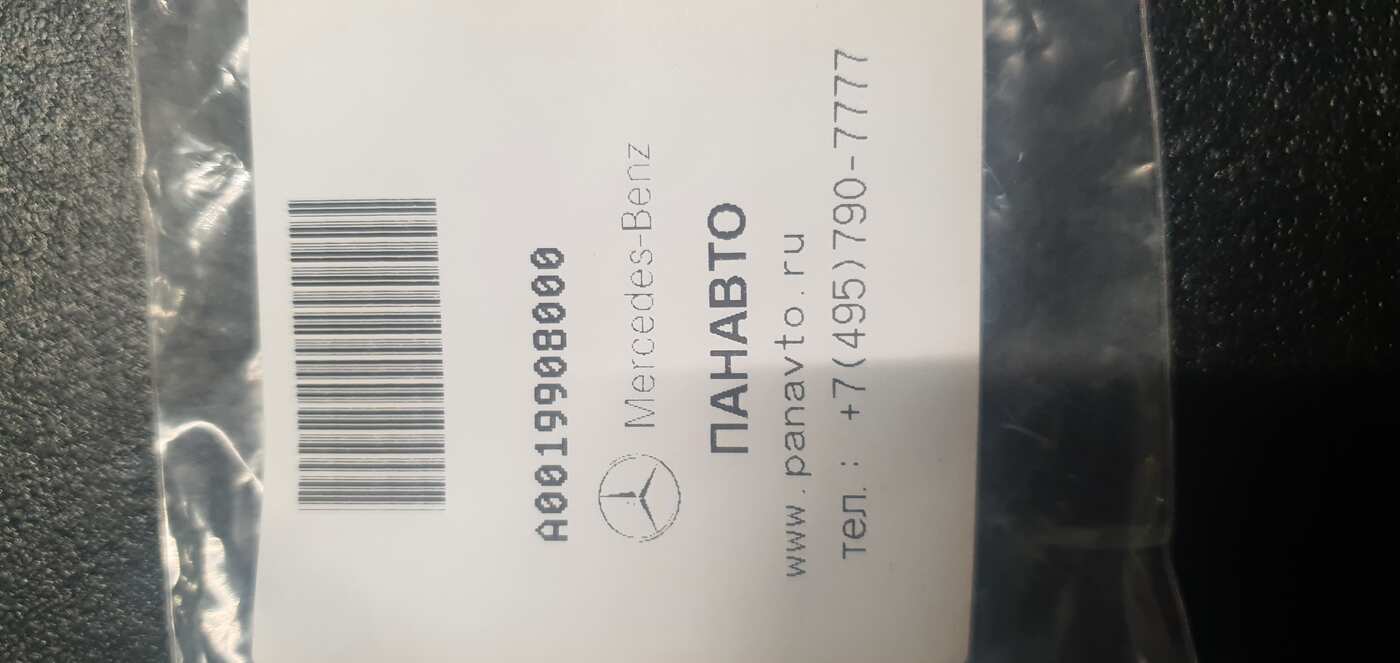 A0019908000
Mercedes-Benz
ПАНАВТО
www.panavto.ru
тел.: +7(495)790-7777